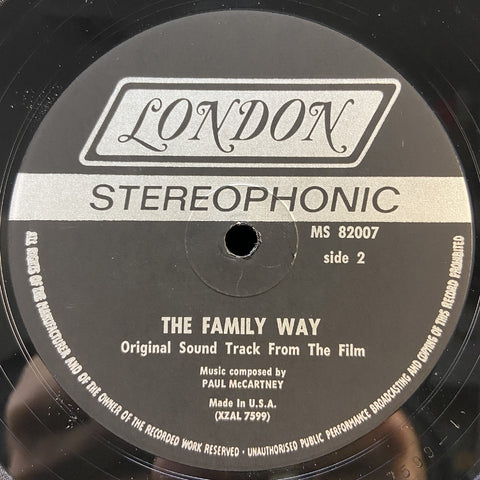 LONDON
STEREOPHONIC
MS 82007
side 2
THE FAMILY WAY
Original Sound Track From The Film
Music composed by
PAUL McCARTNEY
Made In U.S.A.
(XZAL 7599)
ALL RIGHTS OF THE MANUFACTURER AND OF THE OWNER OF THE RECORDED WORK RESERVED · UNAUTHORISED PUBLIC PERFORMANCE BROADCASTING AND COPYING OF THIS RECORD PROHIBITED